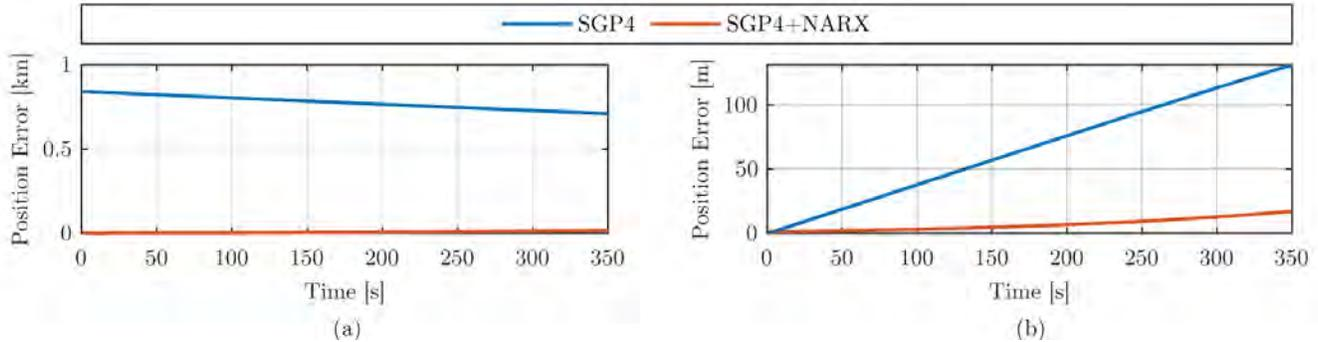 SGP4 SGP4+NARX
Position Error [km]
1
0.5
0
0 50 100 150 200 250 300 350
Time [s]
(a)
Position Error [m]
100
50
0
0 50 100 150 200 250 300 350
Time [s]
(b)